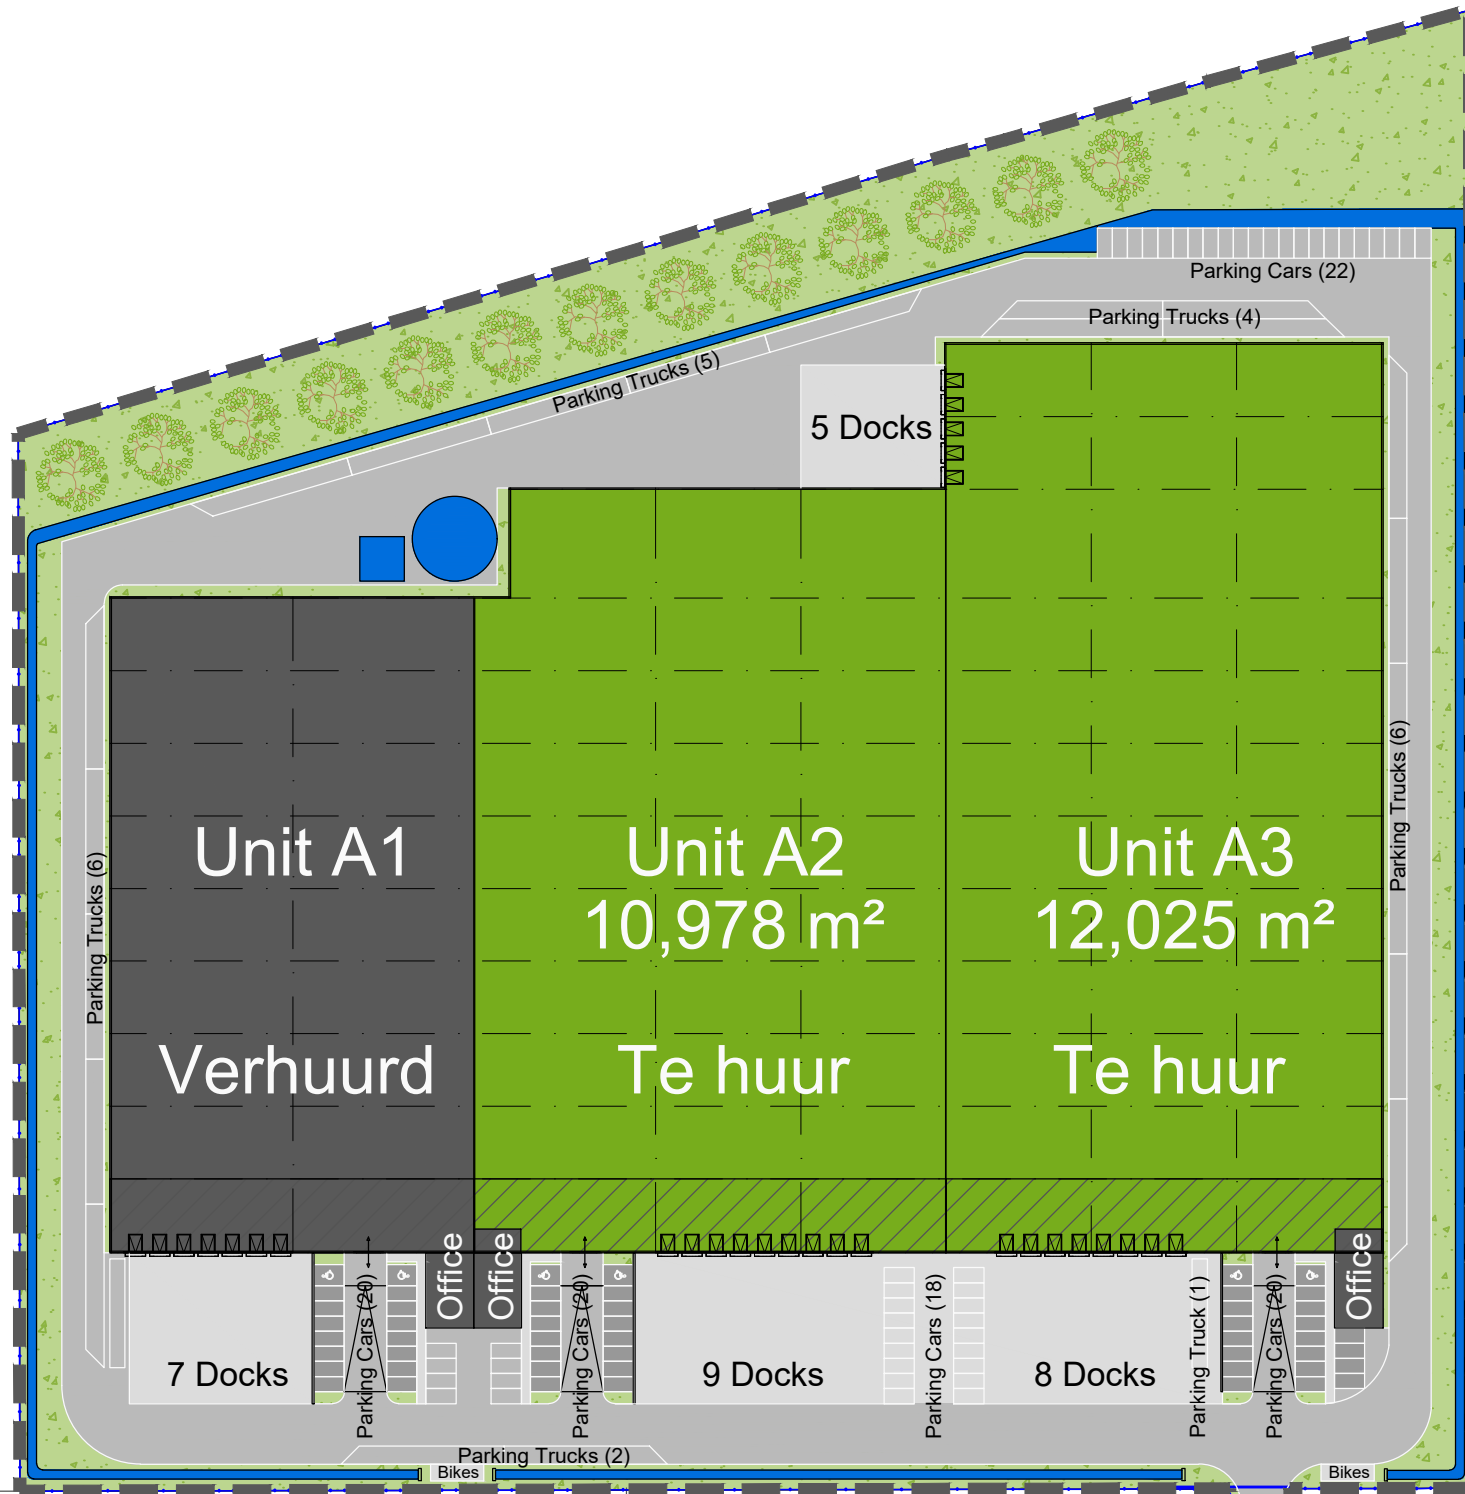 Parking Cars (22)
Parking Trucks (4)
Parking Trucks (5)
5 Docks
Parking Trucks (6)
Parking Trucks (6)
Unit A1
Verhuurd
Unit A2
10,978 m²
Te huur
Unit A3
12,025 m²
Te huur
Office
Office
Office
7 Docks
Parking Cars (20)
Parking Cars (20)
9 Docks
Parking Cars (18)
8 Docks
Parking Truck (1)
Parking Cars (20)
Parking Trucks (2)
Bikes
Bikes